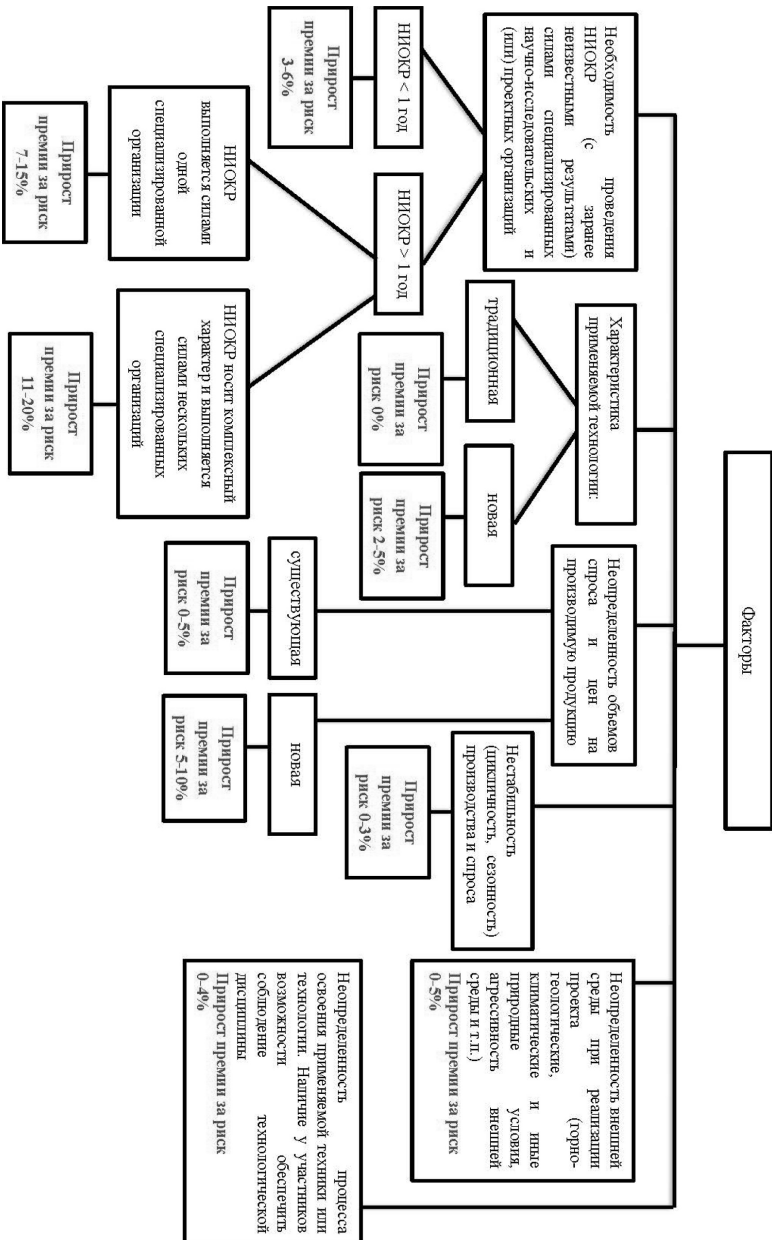 Факторы
Необходимость проведения
НИОКР (с заранее
неизвестными результатами)
силами специализированных
научно-исследовательских и
(или) проектных организаций
НИОКР < 1 год
Прирост
премии за риск
3-6%
НИОКР > 1 год
НИОКР
выполняется силами
одной
специализированной
организации
Прирост
премии за риск
7-15%
НИОКР носит комплексный
характер и выполняется
силами нескольких
специализированных
организаций
Прирост
премии за риск
11-20%
Характеристика
применяемой технологии:
традиционная
Прирост
премии за
риск 0%
новая
Прирост
премии за
риск 2-5%
Неопределенность объемов
спроса и цен на
производимую продукцию
существующая
Прирост
премии за
риск 0-5%
новая
Прирост
премии за
риск 5-10%
Нестабильность
(цикличность, сезонность)
производства и спроса
Прирост
премии за
риск 0-3%
Неопределенность внешней
среды при реализации
проекта (горно-
геологические,
климатические и иные
природные условия,
агрессивность внешней
среды и т.п.)
Прирост премии за риск
0-5%
Неопределенность процесса
освоения применяемой техники или
технологии. Наличие у участников
возможности обеспечить
соблюдение технологической
дисциплины
Прирост премии за риск
0-4%